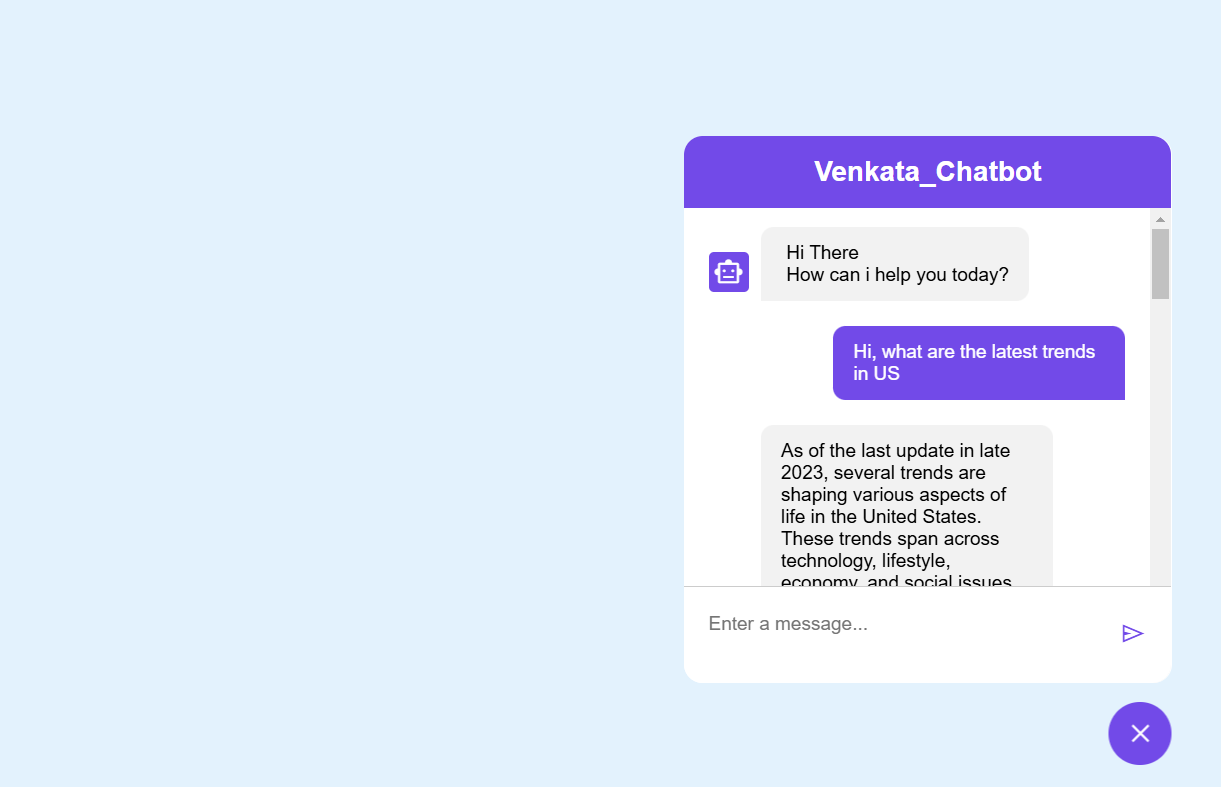 Venkata_Chatbot
Hi There
How can i help you today?
Hi, what are the latest trends
in US
As of the last update in late
2023, several trends are
shaping various aspects of
life in the United States.
These trends span across
technology, lifestyle,
economy, and social issues
Enter a message...